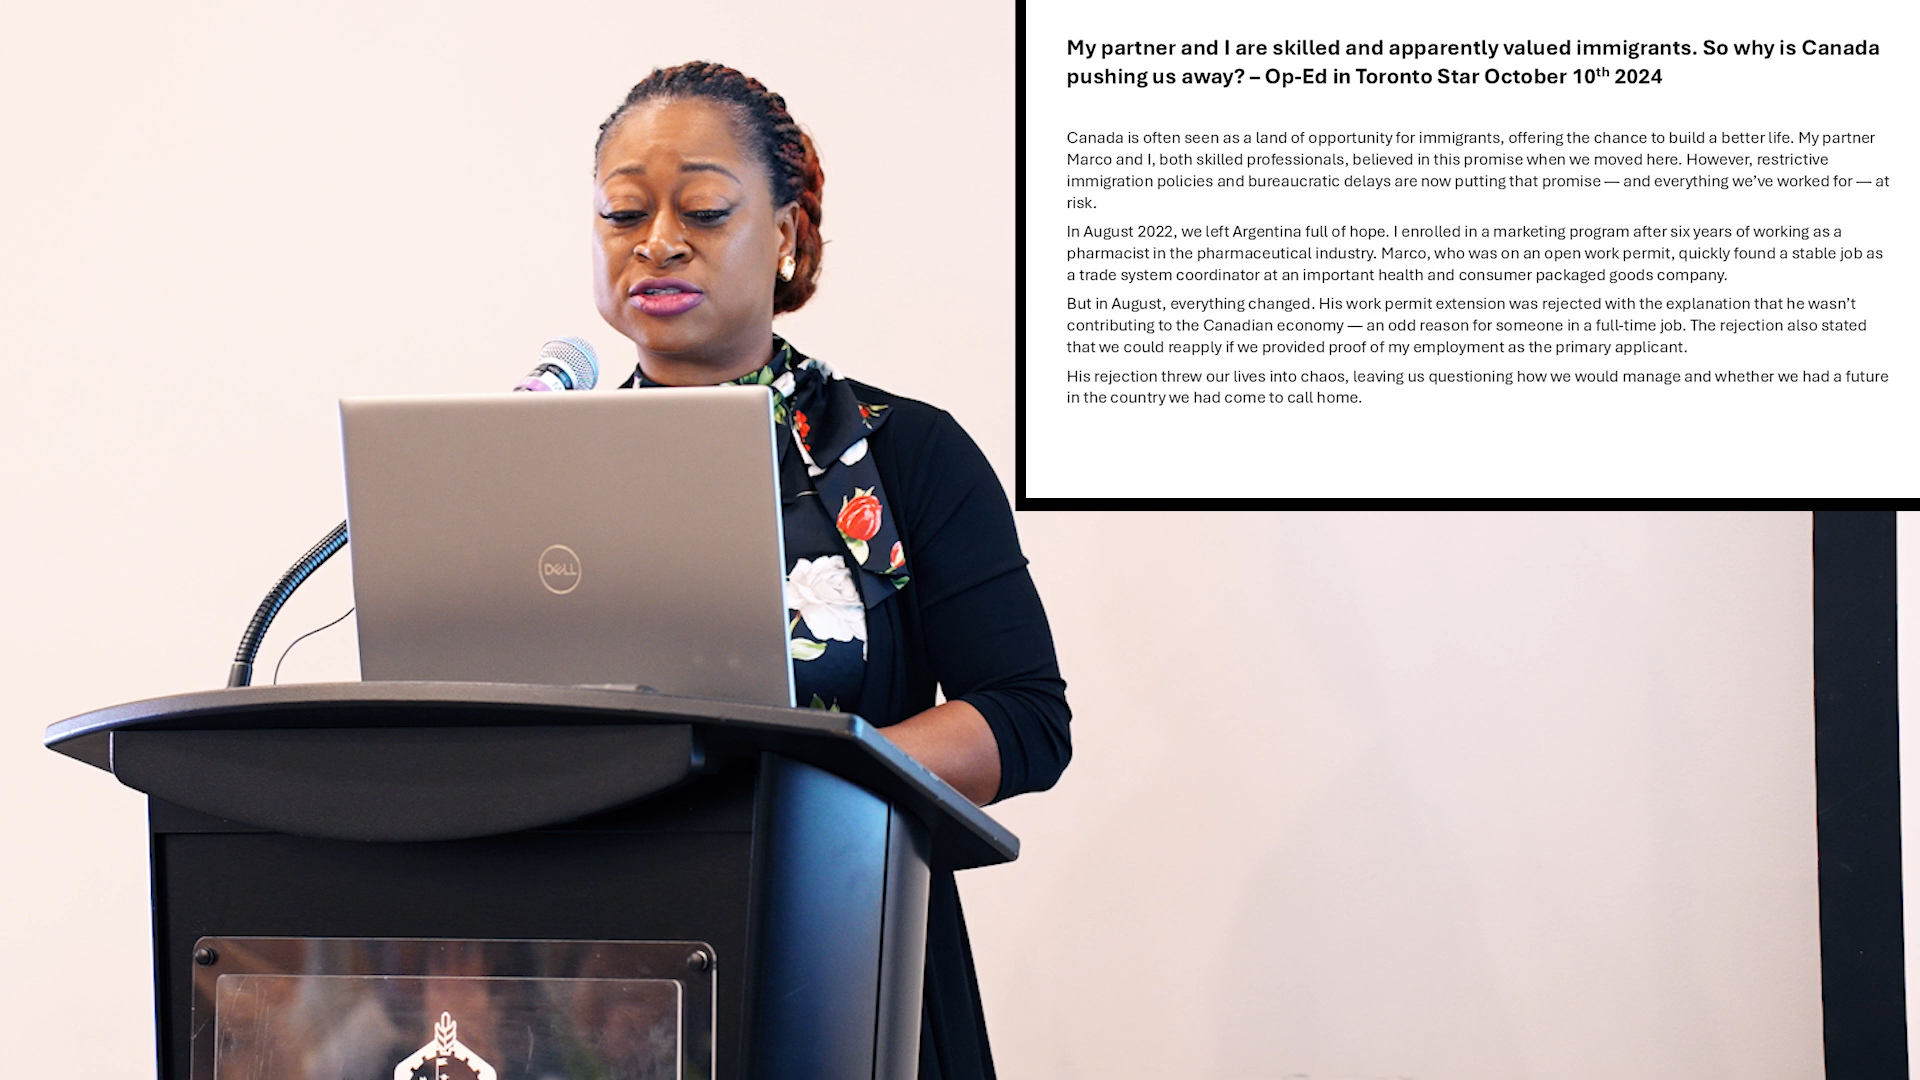 My partner and I are skilled and apparently valued immigrants. So why is Canada
pushing us away? – Op-Ed in Toronto Star October 10th 2024
Canada is often seen as a land of opportunity for immigrants, offering the chance to build a better life. My partner
Marco and I, both skilled professionals, believed in this promise when we moved here. However, restrictive
immigration policies and bureaucratic delays are now putting that promise — and everything we’ve worked for — at
risk.
In August 2022, we left Argentina full of hope. I enrolled in a marketing program after six years of working as a
pharmacist in the pharmaceutical industry. Marco, who was on an open work permit, quickly found a stable job as
a trade system coordinator at an important health and consumer packaged goods company.
But in August, everything changed. His work permit extension was rejected with the explanation that he wasn’t
contributing to the Canadian economy — an odd reason for someone in a full-time job. The rejection also stated
that we could reapply if we provided proof of my employment as the primary applicant.
His rejection threw our lives into chaos, leaving us questioning how we would manage and whether we had a future
in the country we had come to call home.
DELL